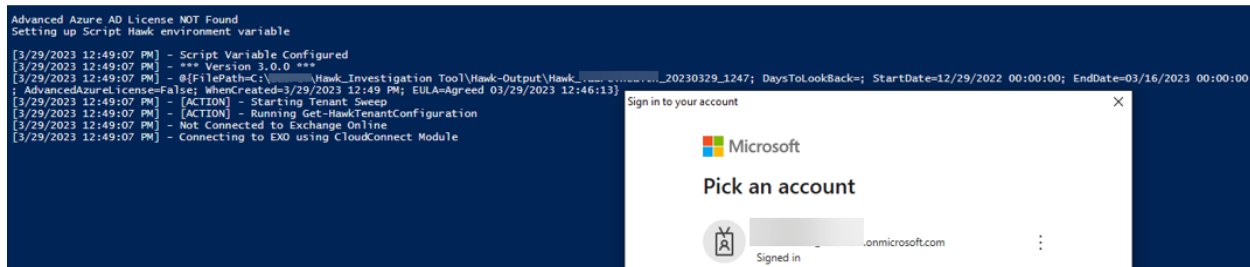 Advanced Azure AD License NOT Found
Setting up Script Hawk environment variable
[3/29/2023 12:49:07 PM] - Script Variable Configured
[3/29/2023 12:49:07 PM] - *** Version 3.0.0 ***
[3/29/2023 12:49:07 PM] - @{FilePath=C:\ \Hawk_Investigation Tool\Hawk-Output\Hawk_ _20230329_1247; DaysToLookBack=; StartDate=12/29/2022 00:00:00; EndDate=03/16/2023 00:00:00
; AdvancedAzureLicense=False; WhenCreated=3/29/2023 12:49 PM; EULA=Agreed 03/29/2023 12:46:13}
[3/29/2023 12:49:07 PM] - [ACTION] - Starting Tenant Sweep
[3/29/2023 12:49:07 PM] - [ACTION] - Running Get-HawkTenantConfiguration
[3/29/2023 12:49:07 PM] - Not Connected to Exchange Online
[3/29/2023 12:49:07 PM] - Connecting to EXO using CloudConnect Module
Sign in to your account
Microsoft
Pick an account
.onmicrosoft.com
Signed in